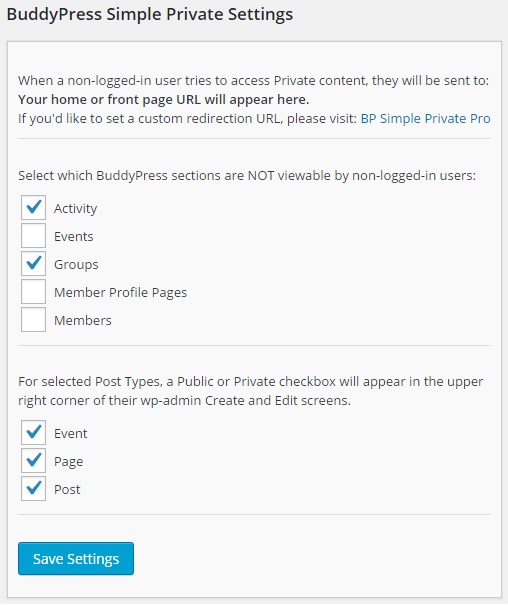 BuddyPress Simple Private Settings
When a non-logged-in user tries to access Private content, they will be sent to:
Your home or front page URL will appear here.
If you'd like to set a custom redirection URL, please visit: BP Simple Private Pro
Select which BuddyPress sections are NOT viewable by non-logged-in users:
Activity
Events
Groups
Member Profile Pages
Members
For selected Post Types, a Public or Private checkbox will appear in the upper
right corner of their wp-admin Create and Edit screens.
Event
Page
Post
Save Settings